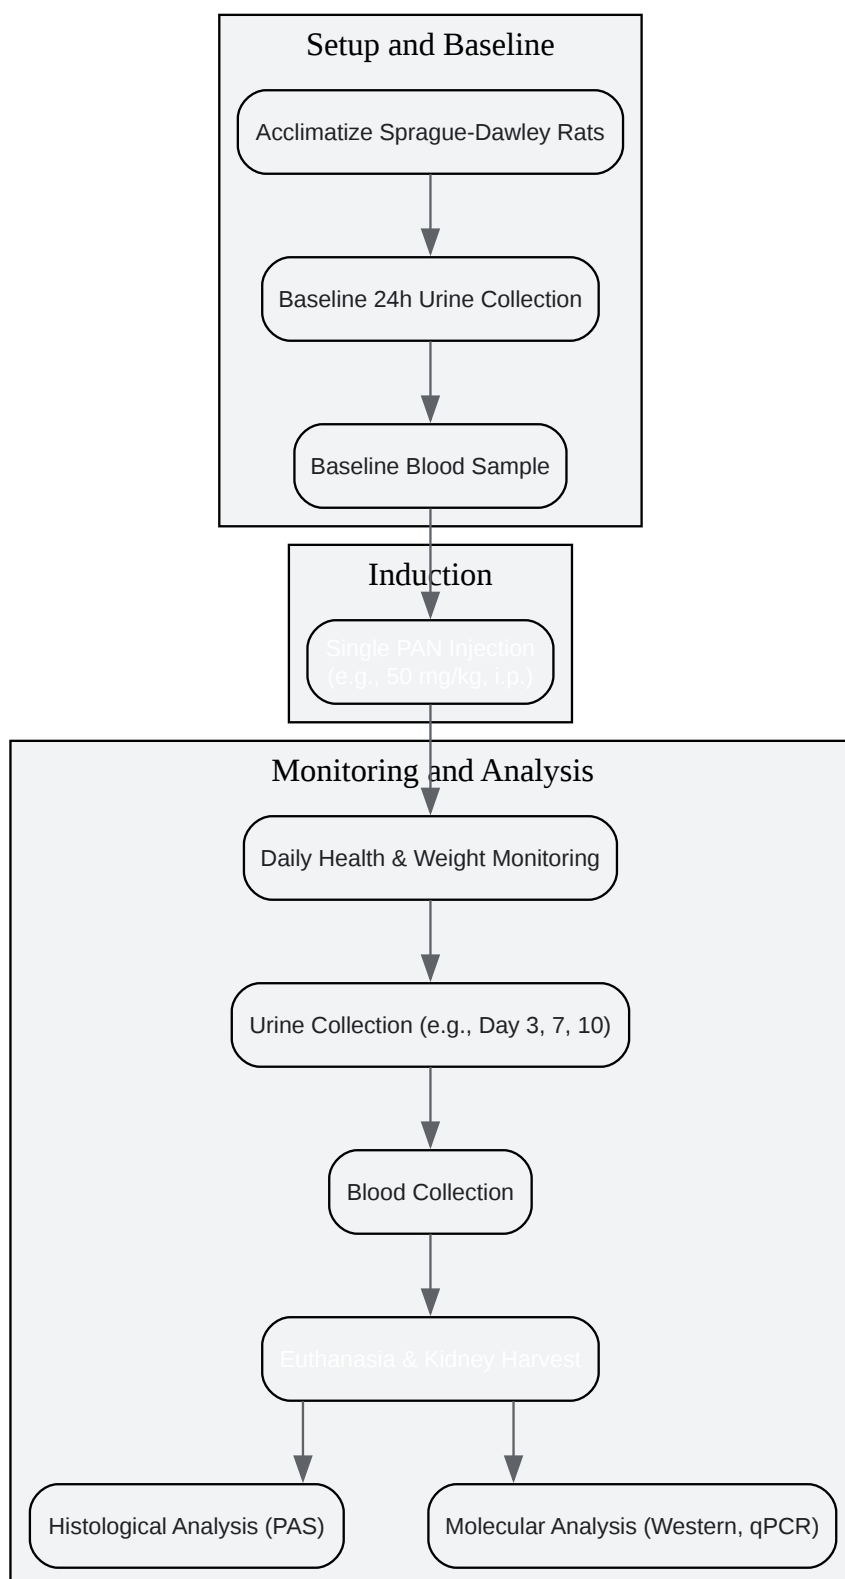 Setup and Baseline
Acclimatize Sprague-Dawley Rats
Baseline 24h Urine Collection
Baseline Blood Sample
Induction
Single PAN Injection
(e.g., 50 mg/kg, i.p.)
Monitoring and Analysis
Daily Health & Weight Monitoring
Urine Collection (e.g., Day 3, 7, 10)
Blood Collection
Euthanasia & Kidney Harvest
Histological Analysis (PAS)
Molecular Analysis (Western, qPCR)